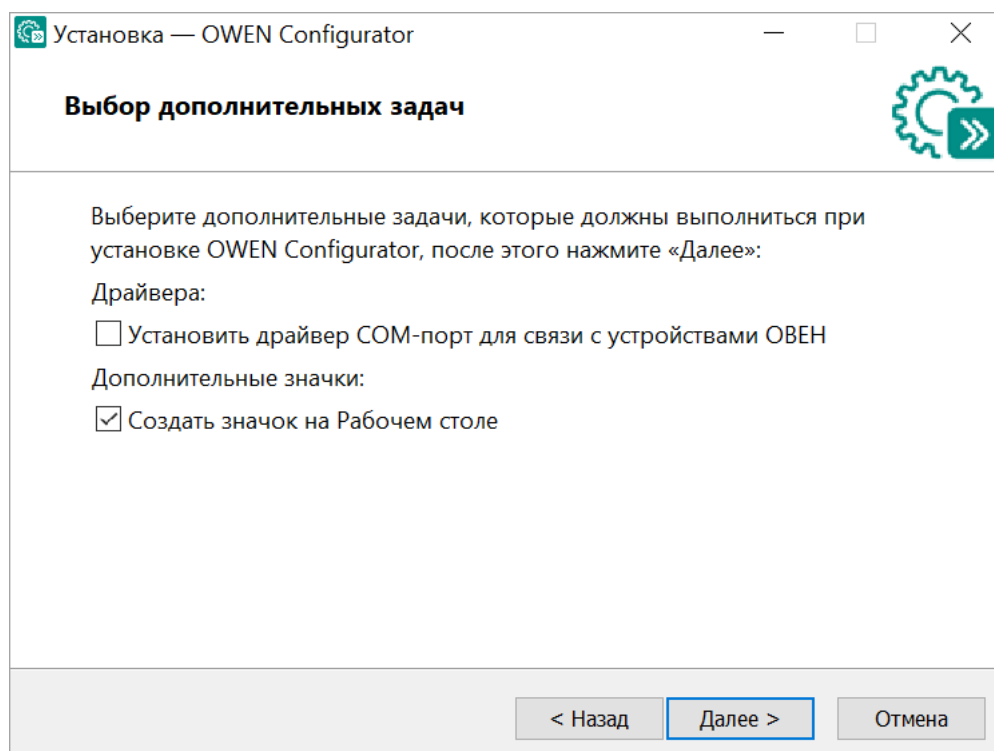 Установка — OWEN Configurator
Выбор дополнительных задач
Выберите дополнительные задачи, которые должны выполниться при
установке OWEN Configurator, после этого нажмите «Далее»:
Драйвера:
Установить драйвер COM-порт для связи с устройствами ОВЕН
Дополнительные значки:
Создать значок на Рабочем столе
< Назад
Далее >
Отмена